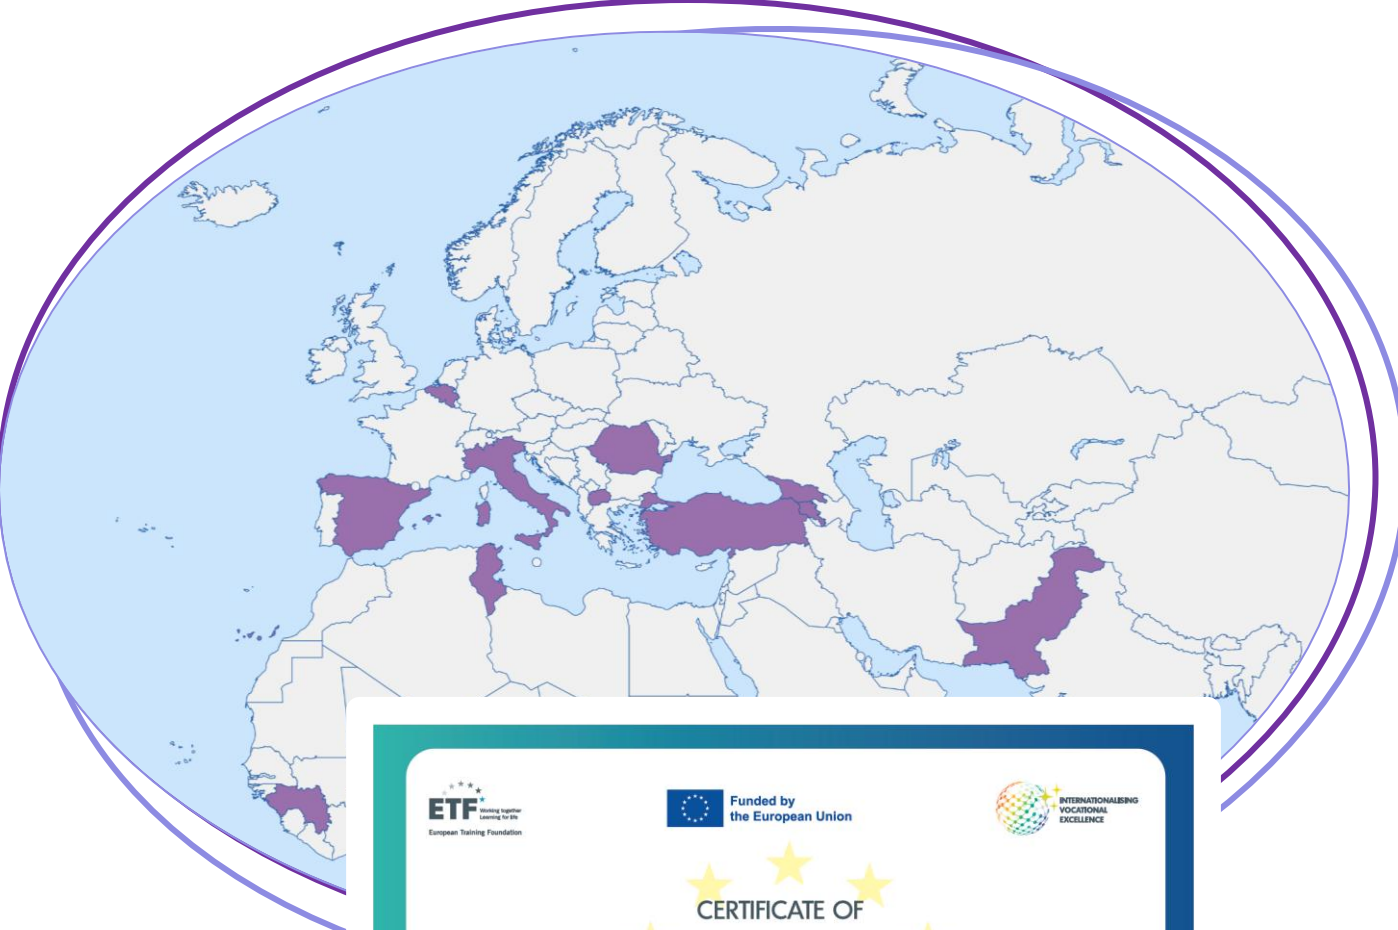 ETF
Working together
Learning for life
European Training Foundation
Funded by
the European Union
INTERNATIONALISING
VOCATIONAL
EXCELLENCE
CERTIFICATE OF